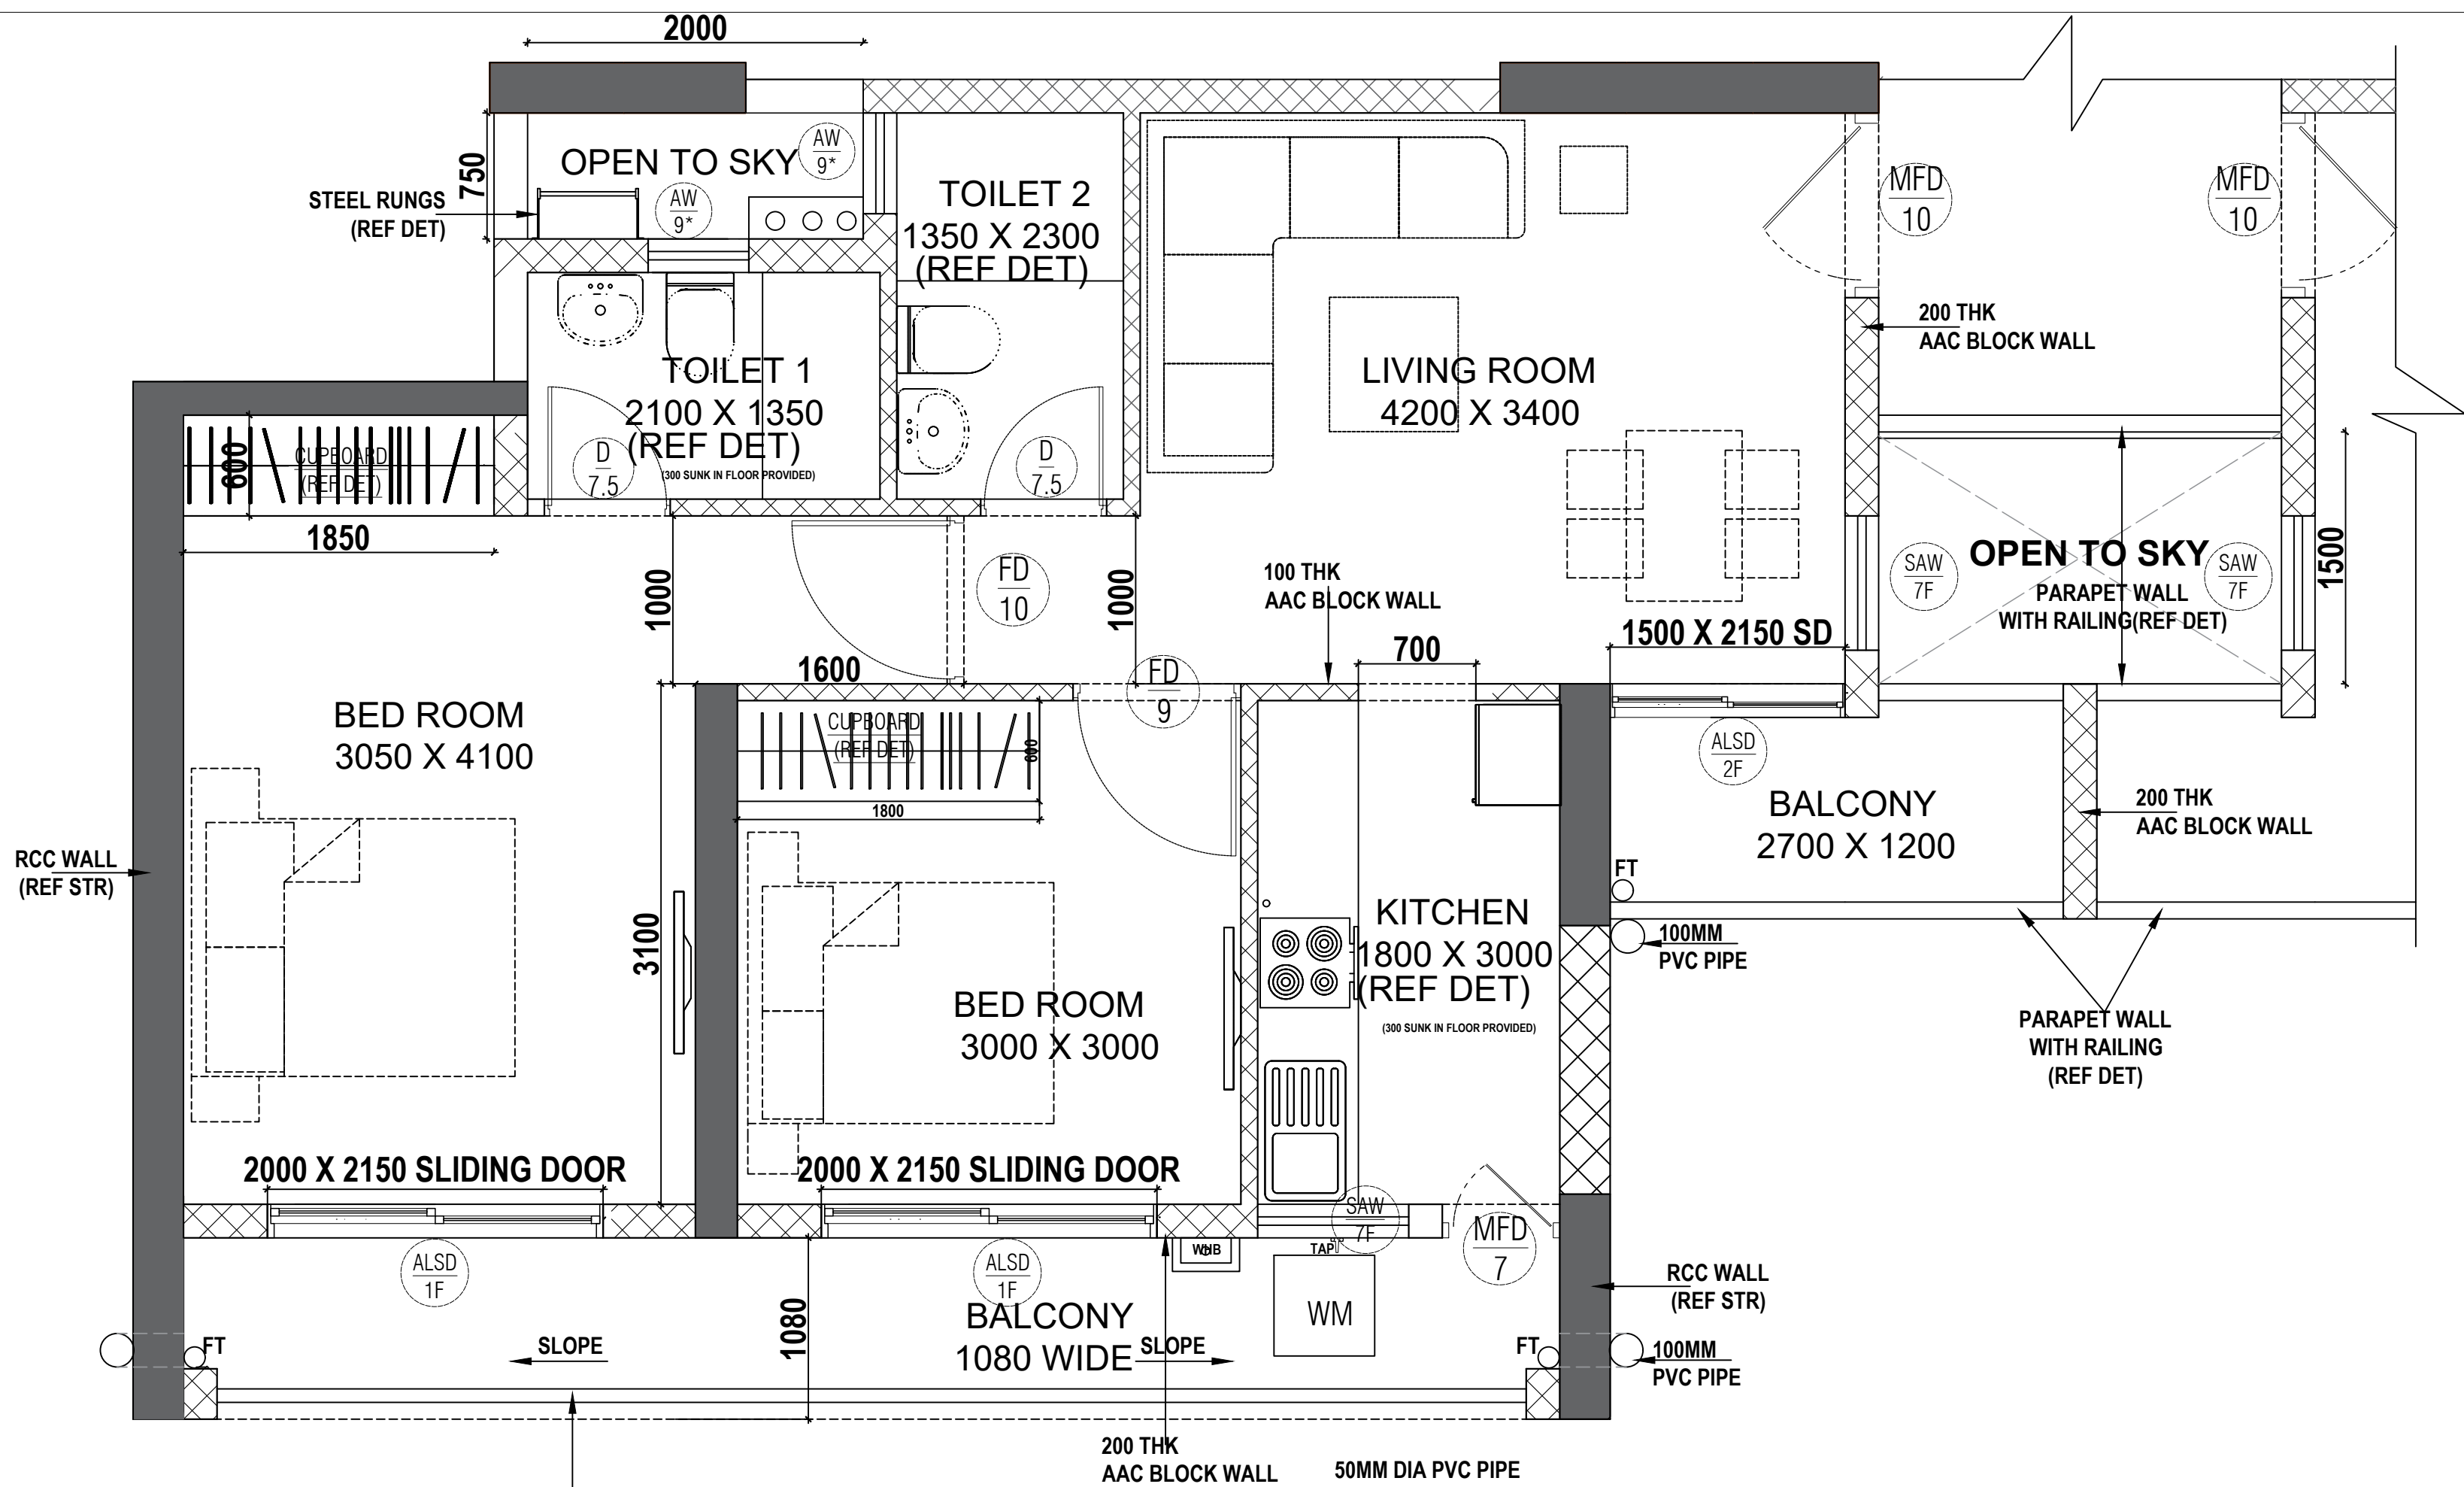 2000
750
OPEN TO SKY
AW
9*
AW
9*
STEEL RUNGS
(REF DET)
TOILET 2
1350 X 2300
(REF DET)
MFD
10
MFD
10
200 THK
AAC BLOCK WALL
TOILET 1
2100 X 1350
(REF DET)
(300 SUNK IN FLOOR PROVIDED)
LIVING ROOM
4200 X 3400
D
7.5
D
7.5
600
CUPBOARD
(REF DET)
1850
1000
FD
10
1000
100 THK
AAC BLOCK WALL
SAW
7F
OPEN TO SKY
SAW
7F
PARAPET WALL
WITH RAILING(REF DET)
1500
1500 X 2150 SD
700
1600
FD
9
BED ROOM
3050 X 4100
CUPBOARD
(REF DET)
600
1800
ALSD
2F
BALCONY
2700 X 1200
200 THK
AAC BLOCK WALL
RCC WALL
(REF STR)
FT
3100
KITCHEN
1800 X 3000
(REF DET)
(300 SUNK IN FLOOR PROVIDED)
100MM
PVC PIPE
BED ROOM
3000 X 3000
PARAPET WALL
WITH RAILING
(REF DET)
2000 X 2150 SLIDING DOOR
2000 X 2150 SLIDING DOOR
SAW
7F
MFD
7
WHB
TAP
ALSD
1F
ALSD
1F
RCC WALL
(REF STR)
BALCONY
1080 WIDE
1080
WM
FT
SLOPE
SLOPE
FT
100MM
PVC PIPE
200 THK
AAC BLOCK WALL
50MM DIA PVC PIPE